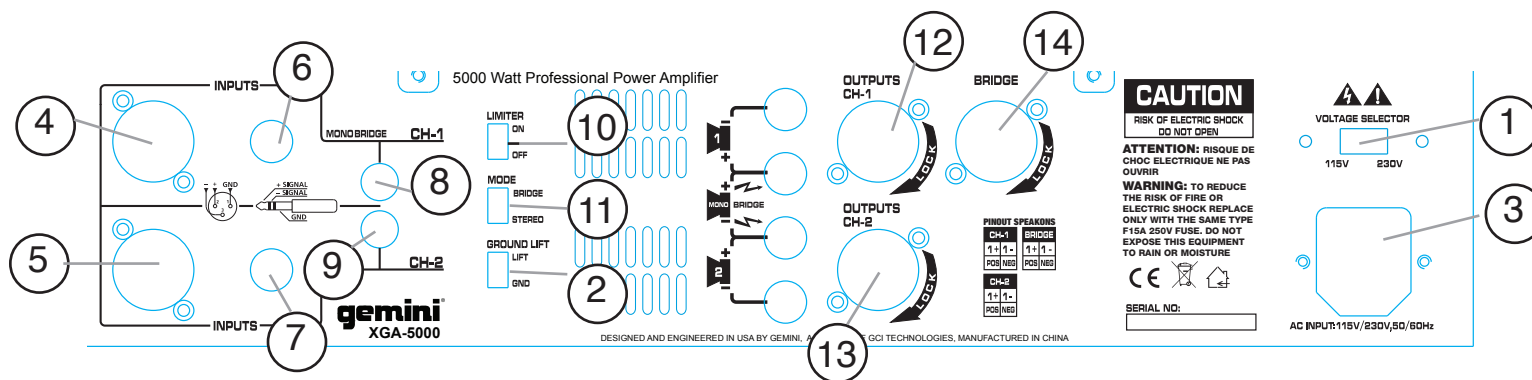 4
INPUTS
6
MONO BRIDGE
CH-1
8
- + GND
+ SIGNAL
- SIGNAL
GND
5
9
CH-2
INPUTS
7
gemini
XGA-5000
5000 Watt Professional Power Amplifier
LIMITER
ON
OFF
10
MODE
BRIDGE
STEREO
11
GROUND LIFT
LIFT
GND
2
1
- +
+
MONO BRIDGE
-
+
2
-
OUTPUTS
CH-1
12
LOCK
BRIDGE
14
LOCK
OUTPUTS
CH-2
LOCK
13
PINOUT SPEAKONS
CH-1 BRIDGE
1+ 1- 1+ 1-
POS NEG POS NEG
CH-2
1+ 1-
POS NEG
DESIGNED AND ENGINEERED IN USA BY GEMINI, A GCI TECHNOLOGIES, MANUFACTURED IN CHINA
CAUTION
RISK OF ELECTRIC SHOCK
DO NOT OPEN
ATTENTION: RISQUE DE
CHOC ELECTRIQUE NE PAS
OUVRIR
WARNING: TO REDUCE
THE RISK OF FIRE OR
ELECTRIC SHOCK REPLACE
ONLY WITH THE SAME TYPE
F15A 250V FUSE. DO NOT
EXPOSE THIS EQUIPMENT
TO RAIN OR MOISTURE
CE
SERIAL NO:
VOLTAGE SELECTOR
115V 230V
1
3
AC INPUT:115V/230V,50/60Hz